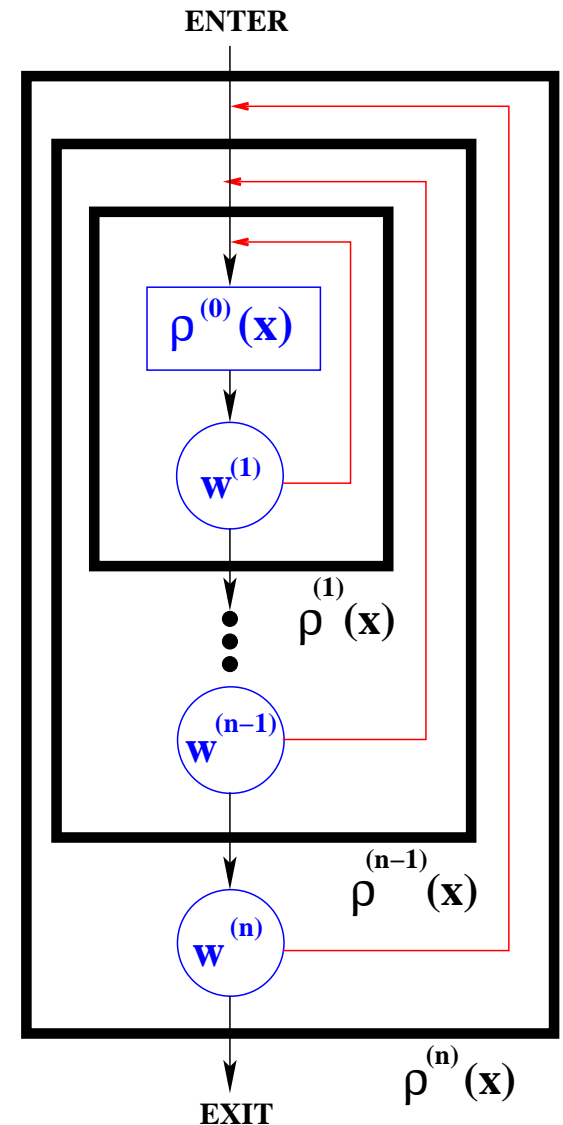 ENTER
ρ^(0)(x)
w^(1)
ρ^(1)(x)
w^(n−1)
ρ^(n−1)(x)
w^(n)
ρ^(n)(x)
EXIT